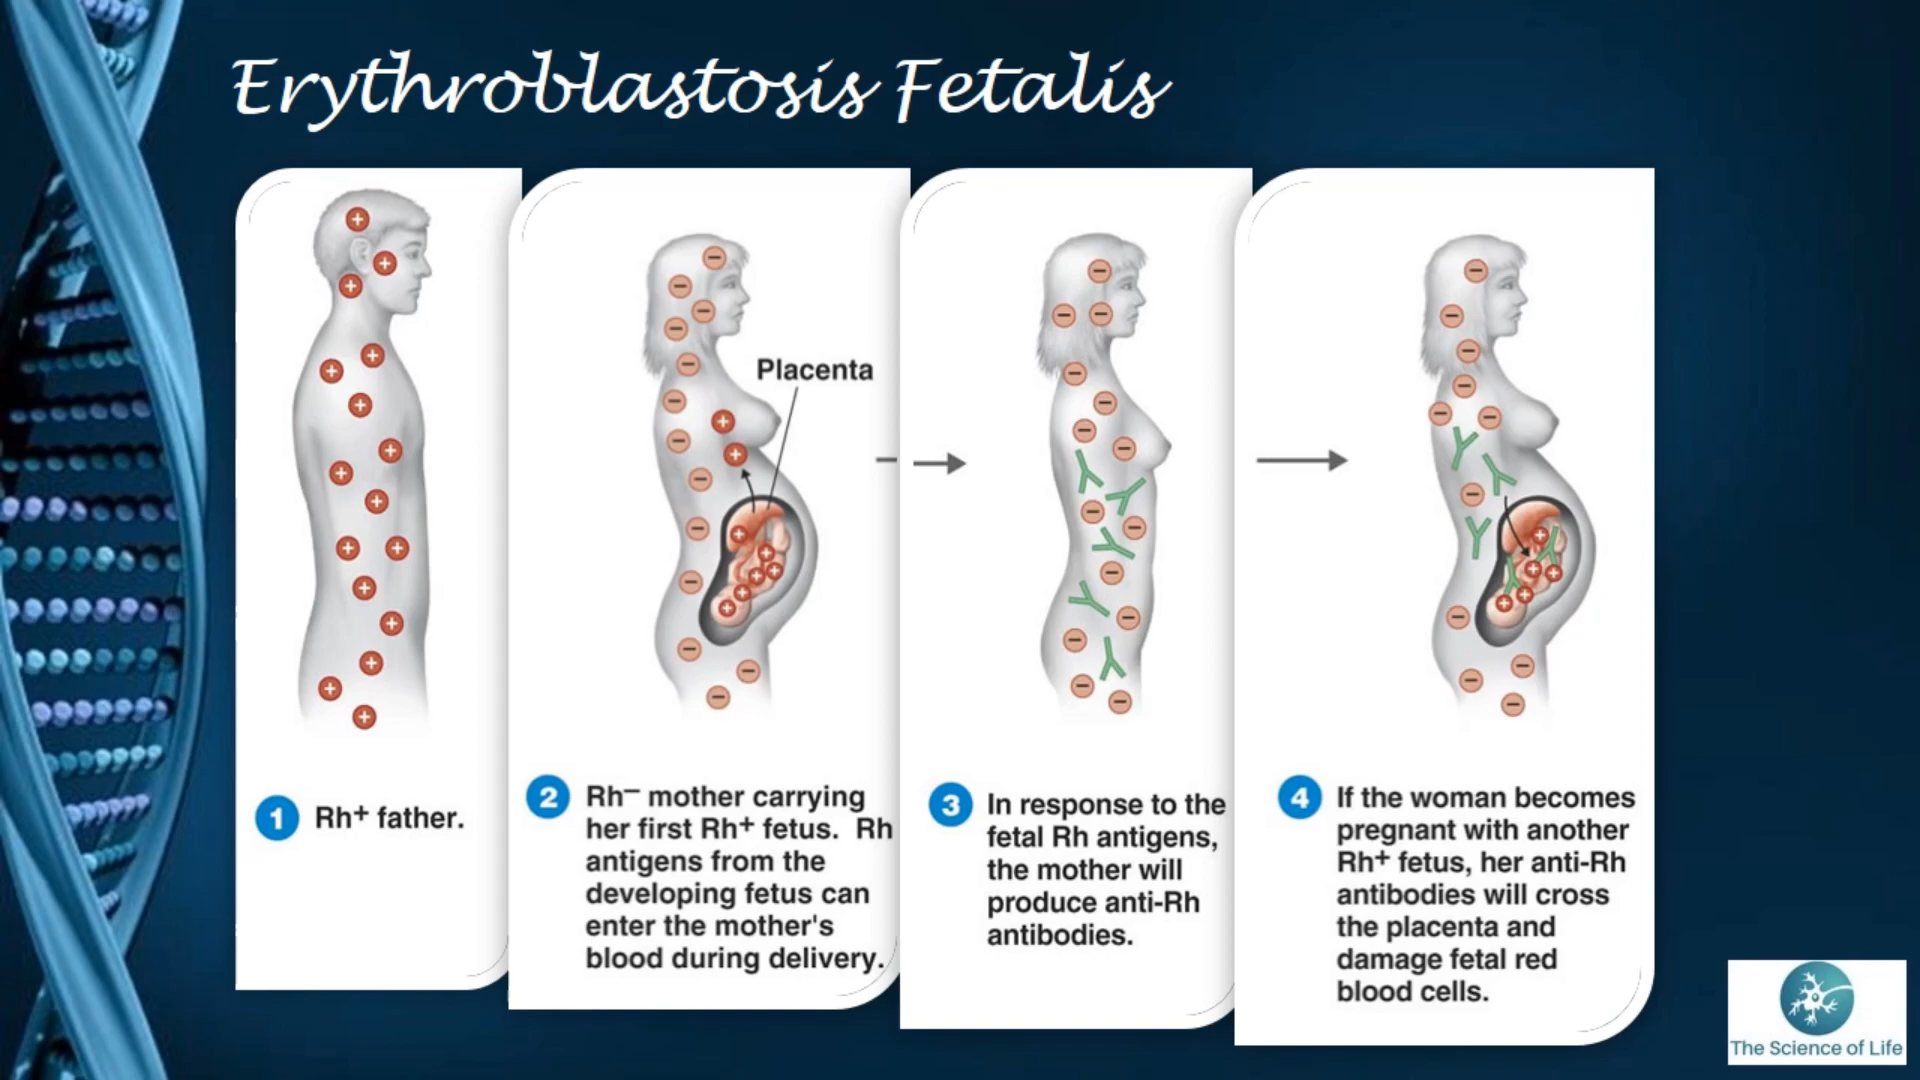 Erythroblastosis Fetalis
Placenta
1 Rh+ father.
2 Rh– mother carrying
her first Rh+ fetus. Rh
antigens from the
developing fetus can
enter the mother's
blood during delivery.
3 In response to the
fetal Rh antigens,
the mother will
produce anti-Rh
antibodies.
4 If the woman becomes
pregnant with another
Rh+ fetus, her anti-Rh
antibodies will cross
the placenta and
damage fetal red
blood cells.
The Science of Life